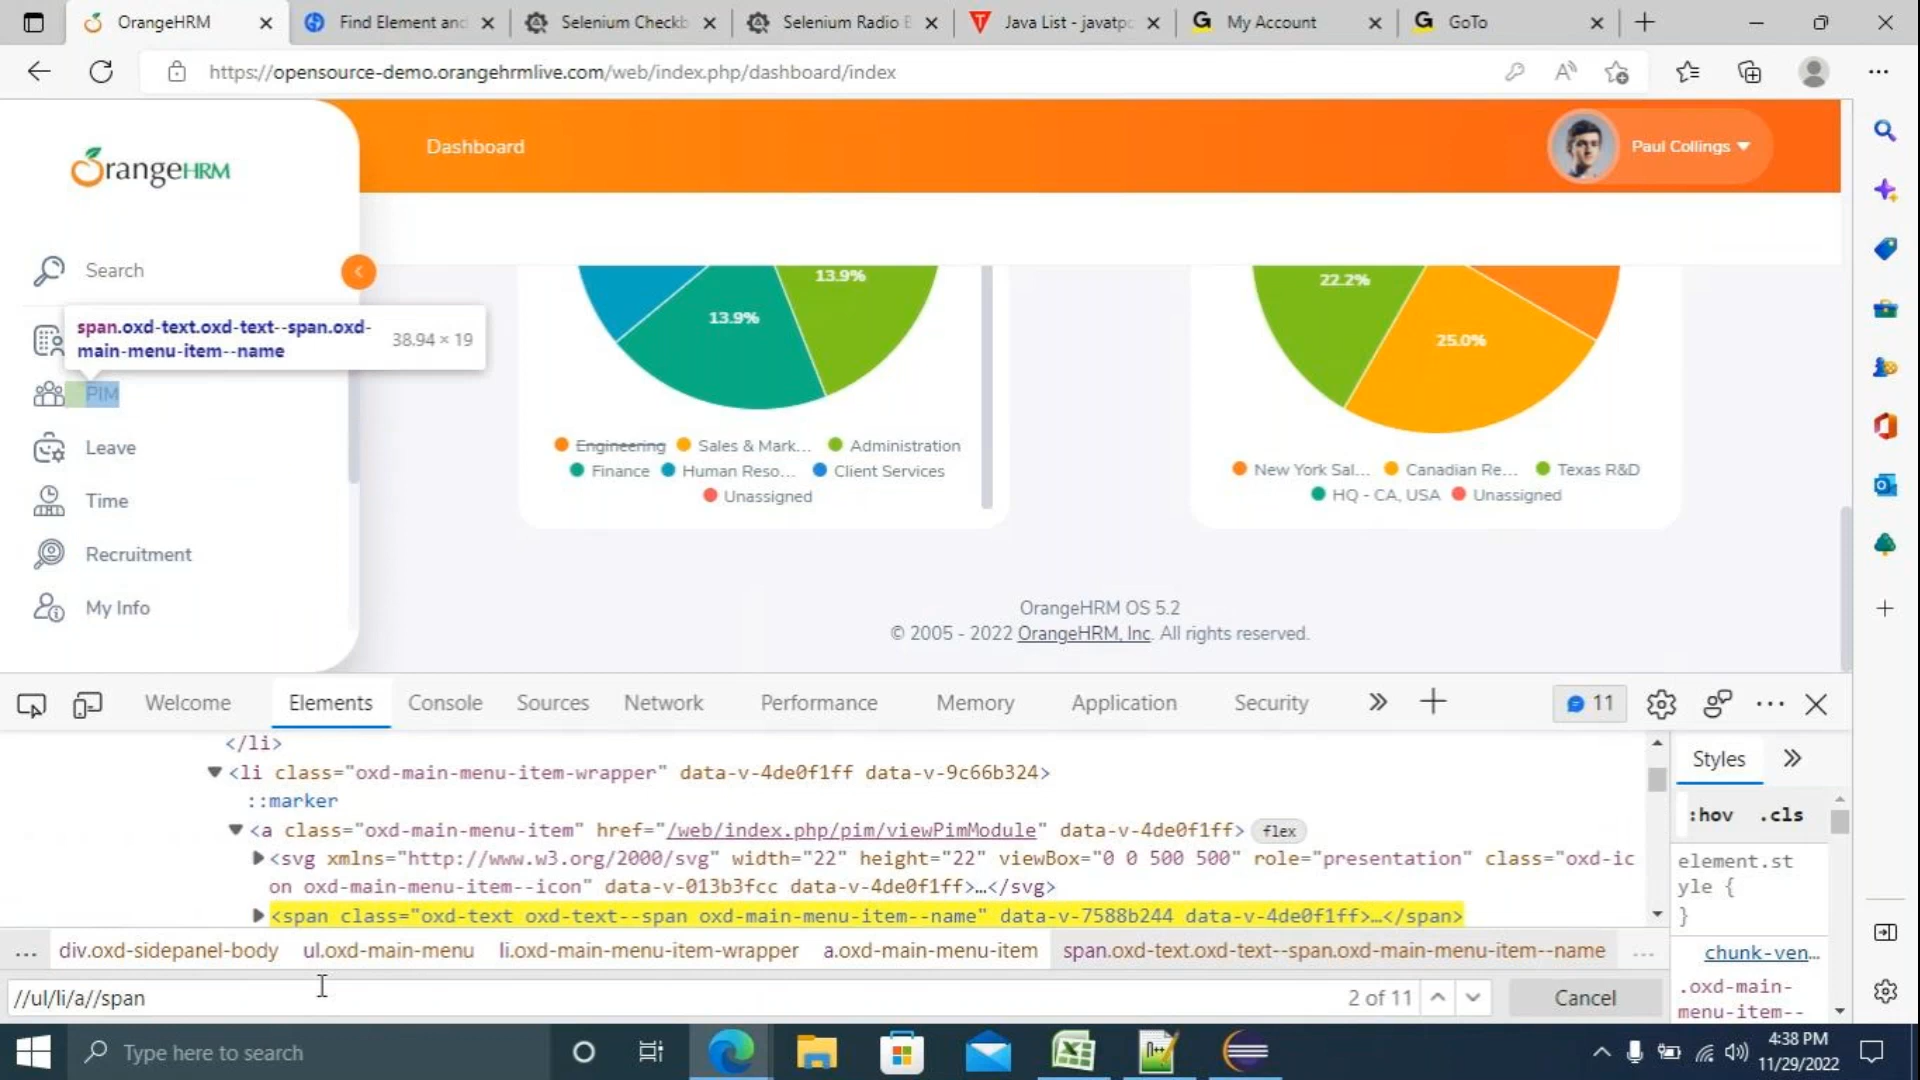 OrangeHRM
Find Element and
Selenium Checkb
Selenium Radio B
Java List - javatpo
My Account
GoTo
https://opensource-demo.orangehrmlive.com/web/index.php/dashboard/index
OrangeHRM
Dashboard
Paul Collings
Search
span.oxd-text.oxd-text--span.oxd-
main-menu-item--name
38.94 × 19
PIM
Leave
Time
Recruitment
My Info
13.9%
13.9%
Engineering
Sales & Mark...
Administration
Finance
Human Reso...
Client Services
Unassigned
22.2%
25.0%
New York Sal...
Canadian Re...
Texas R&D
HQ - CA, USA
Unassigned
OrangeHRM OS 5.2
© 2005 - 2022 OrangeHRM, Inc. All rights reserved.
Welcome
Elements
Console
Sources
Network
Performance
Memory
Application
Security
11
</li>
<li class="oxd-main-menu-item-wrapper" data-v-4de0f1ff data-v-9c66b324>
::marker
<a class="oxd-main-menu-item" href="/web/index.php/pim/viewPimModule" data-v-4de0f1ff> flex
<svg xmlns="http://www.w3.org/2000/svg" width="22" height="22" viewBox="0 0 500 500" role="presentation" class="oxd-ic
on oxd-main-menu-item--icon" data-v-013b3fcc data-v-4de0f1ff>…</svg>
<span class="oxd-text oxd-text--span oxd-main-menu-item--name" data-v-7588b244 data-v-4de0f1ff>…</span>
Styles
:hov .cls
element.st
yle {
}
chunk-ven…
.oxd-main-
menu-item--
... div.oxd-sidepanel-body ul.oxd-main-menu li.oxd-main-menu-item-wrapper a.oxd-main-menu-item span.oxd-text.oxd-text--span.oxd-main-menu-item--name ...
//ul/li/a//span
2 of 11
Cancel
Type here to search
4:38 PM
11/29/2022